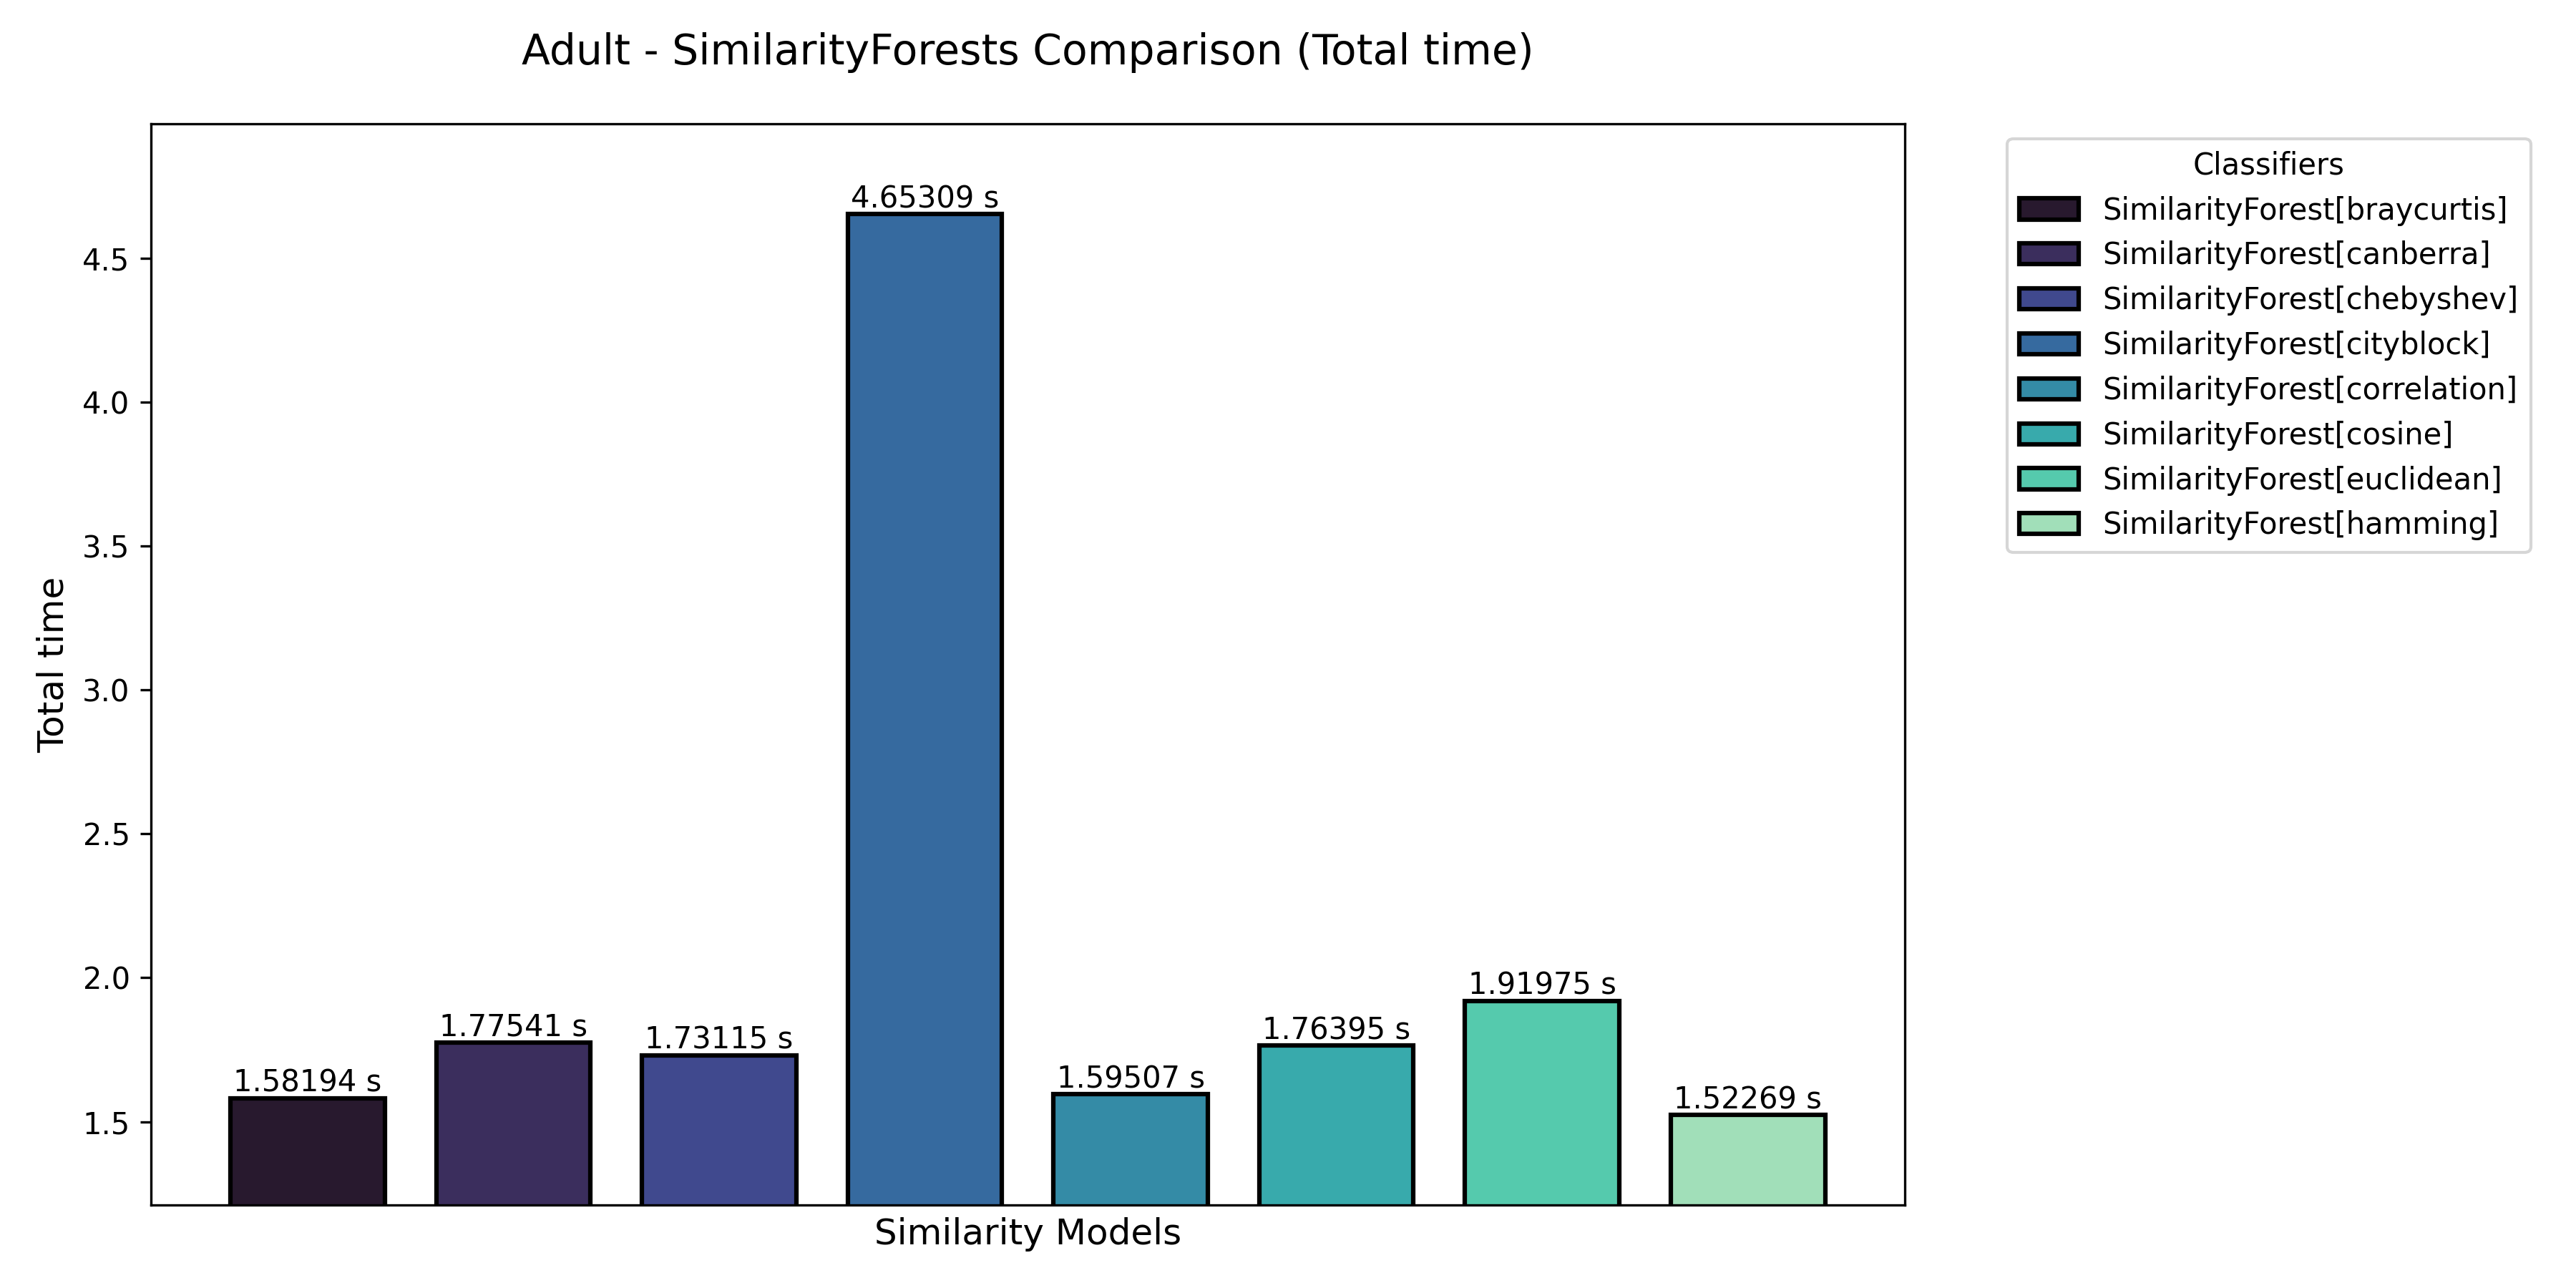 Adult - SimilarityForests Comparison (Total time)
Total time
4.5
4.0
3.5
3.0
2.5
2.0
1.5
1.58194 s
1.77541 s
1.73115 s
4.65309 s
1.59507 s
1.76395 s
1.91975 s
1.52269 s
Similarity Models
Classifiers
SimilarityForest[braycurtis]
SimilarityForest[canberra]
SimilarityForest[chebyshev]
SimilarityForest[cityblock]
SimilarityForest[correlation]
SimilarityForest[cosine]
SimilarityForest[euclidean]
SimilarityForest[hamming]